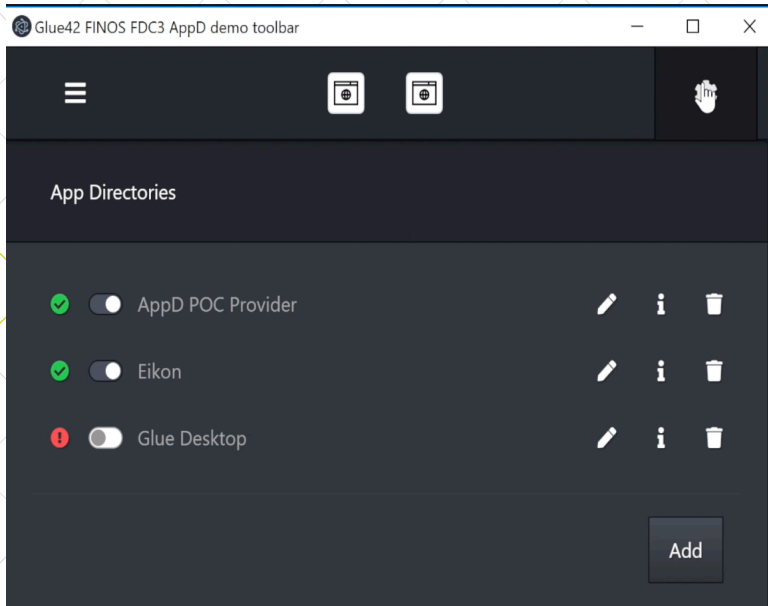 Glue42 FINOS FDC3 AppD demo toolbar
App Directories
AppD POC Provider
Eikon
Glue Desktop
Add